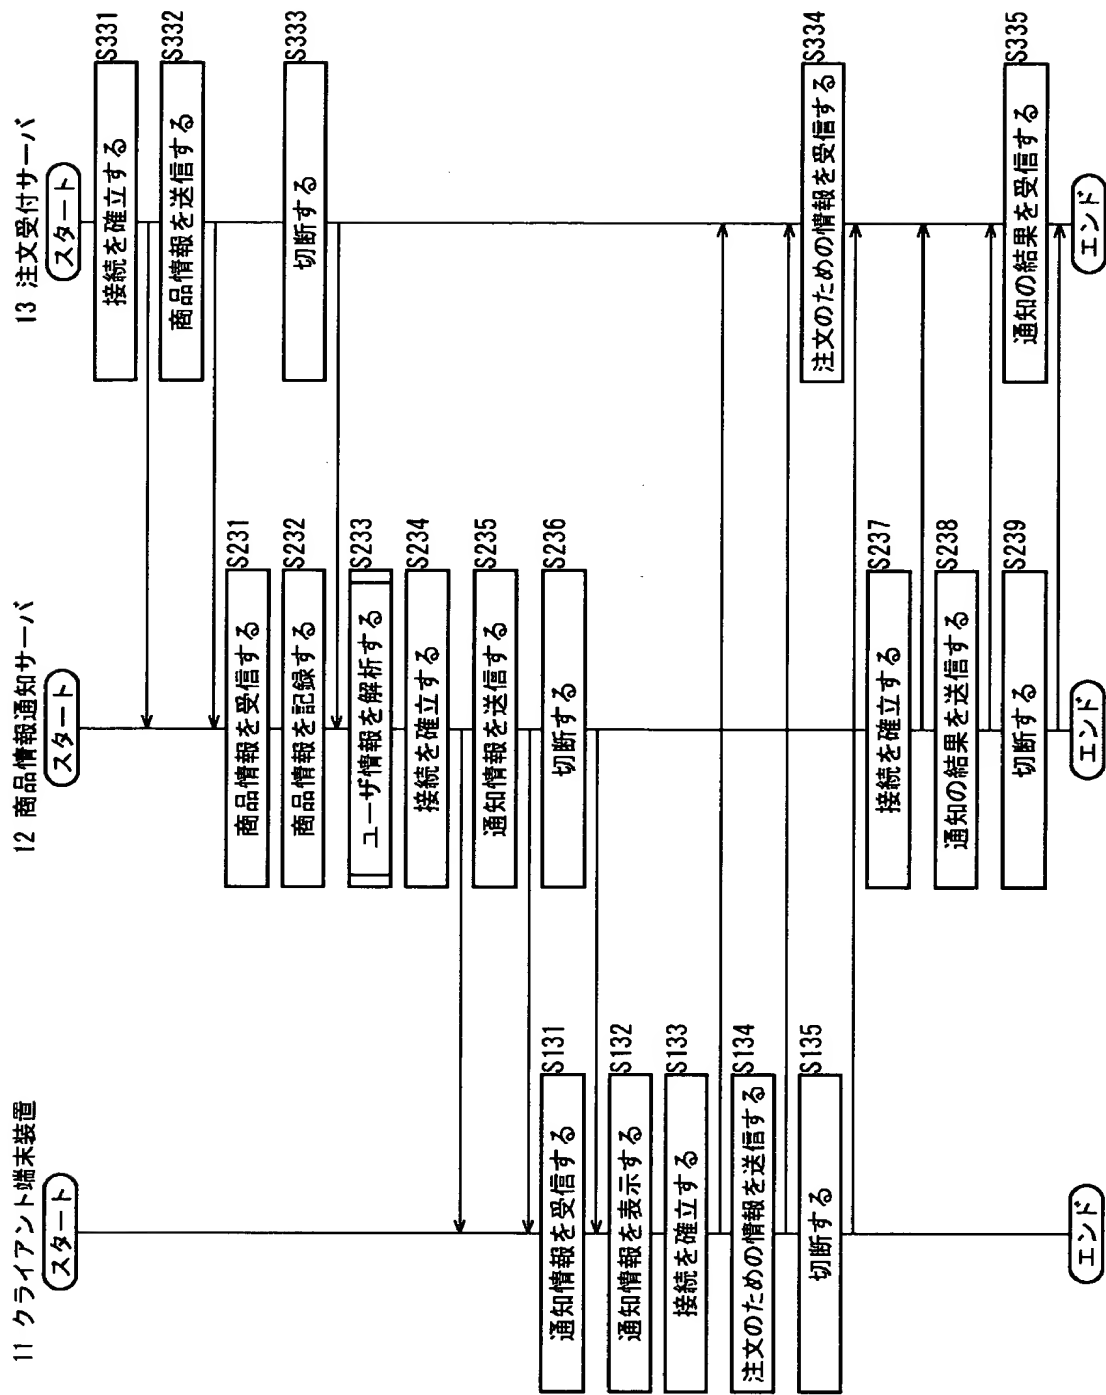 11 クライアント端末装置
スタート
S131
通知情報を受信する
S132
通知情報を表示する
S133
接続を確立する
S134
注文のための情報を送信する
S135
切断する
エンド
12 商品情報通知サーバ
スタート
S231
商品情報を受信する
S232
商品情報を記録する
S233
ユーザ情報を解析する
S234
接続を確立する
S235
通知情報を送信する
S236
切断する
S237
接続を確立する
S238
通知の結果を送信する
S239
切断する
エンド
13 注文受付サーバ
スタート
S331
接続を確立する
S332
商品情報を送信する
S333
切断する
S334
注文のための情報を受信する
S335
通知の結果を受信する
エンド